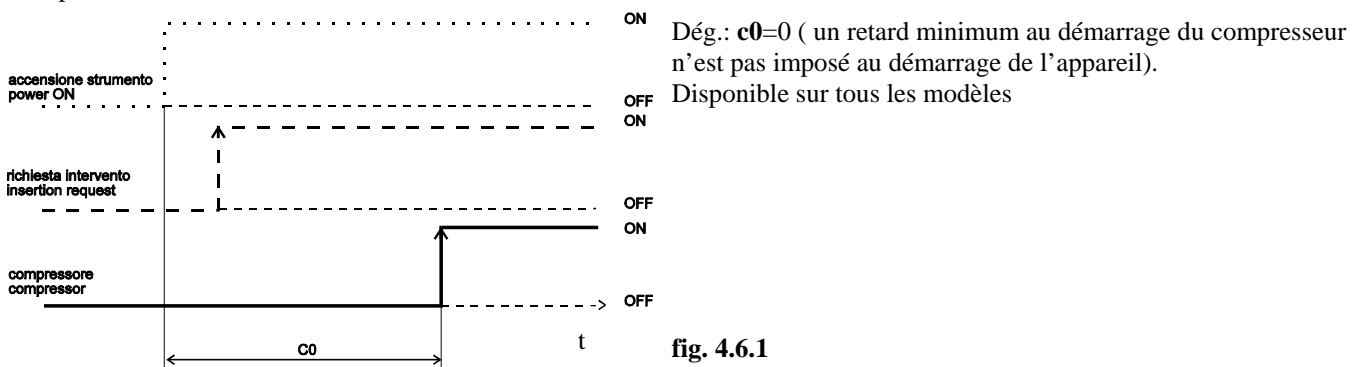 ON
accensione strumento
power ON
OFF
ON
richiesta intervento
insertion request
OFF
ON
compressore
compressor
OFF
C0
t
Dég.: c0=0 ( un retard minimum au démarrage du compresseur
n’est pas imposé au démarrage de l’appareil).
Disponible sur tous les modèles
fig. 4.6.1